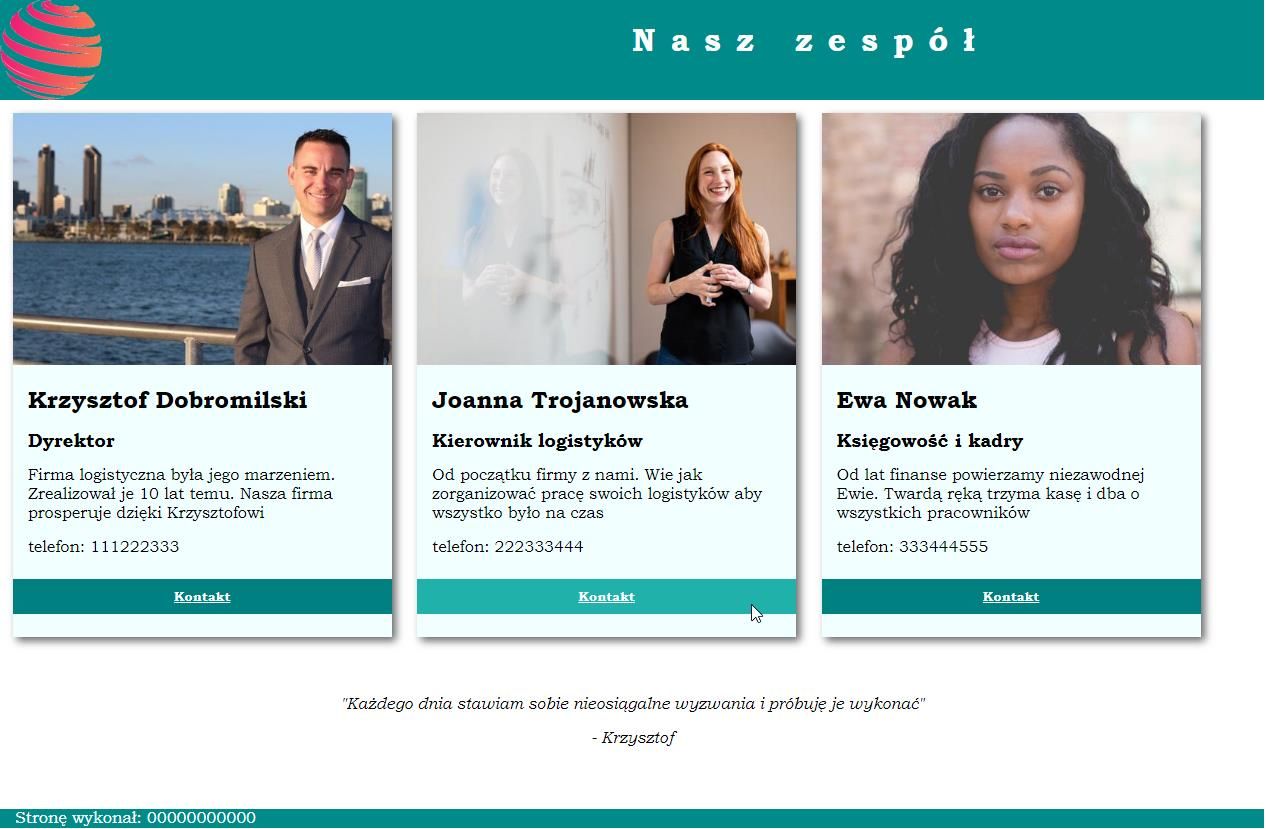 Nasz zespół
Krzysztof Dobromilski
Dyrektor
Firma logistyczna była jego marzeniem.
Zrealizował je 10 lat temu. Nasza firma
prosperuje dzięki Krzysztofowi
telefon: 111222333
Kontakt
Joanna Trojanowska
Kierownik logistyków
Od początku firmy z nami. Wie jak
zorganizować pracę swoich logistyków aby
wszystko było na czas
telefon: 222333444
Kontakt
Ewa Nowak
Księgowość i kadry
Od lat finanse powierzamy niezawodnej
Ewie. Twardą ręką trzyma kasę i dba o
wszystkich pracowników
telefon: 333444555
Kontakt
"Każdego dnia stawiam sobie nieosiągalne wyzwania i próbuję je wykonać"
- Krzysztof
Stronę wykonał: 00000000000